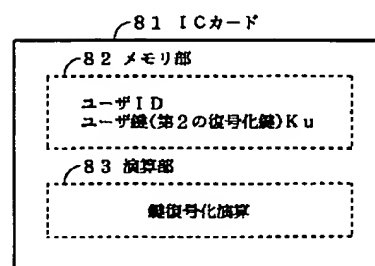 81 ICカード
82 メモリ部
ユーザID
ユーザ鍵(第2の復号化鍵)Ku
83 演算部
鍵復号化演算